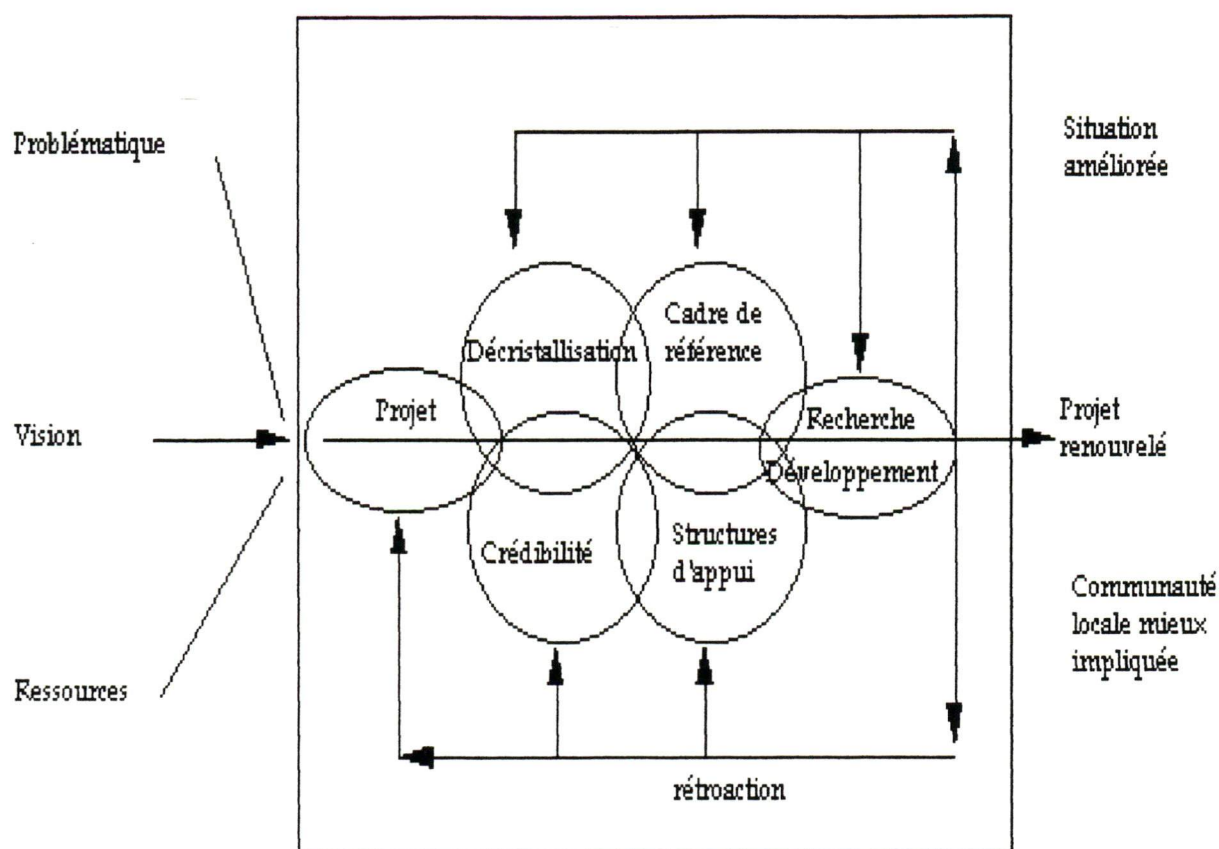 Problématique
Situation
améliorée
Cadre de
référence
Décristallisation
Projet
Recherche
Développement
Vision
Projet
renouvelé
Crédibilité
Structures
d'appui
Communauté
locale mieux
impliquée
Ressources
rétroaction